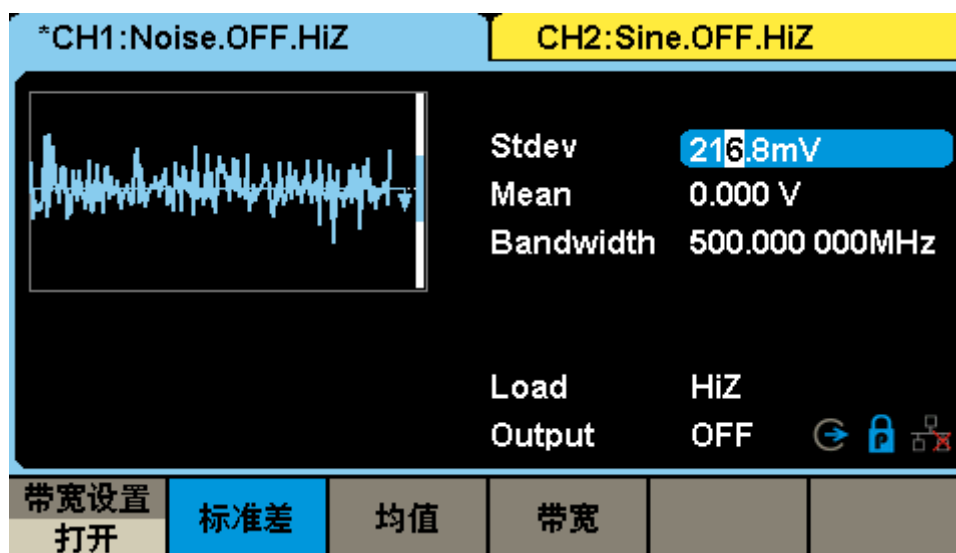 *CH1:Noise.OFF.HiZ
CH2:Sine.OFF.HiZ
Stdev 216.8mV
Mean 0.000 V
Bandwidth 500.000 000MHz
Load HiZ
Output OFF
带宽设置
打开
标准差
均值
带宽